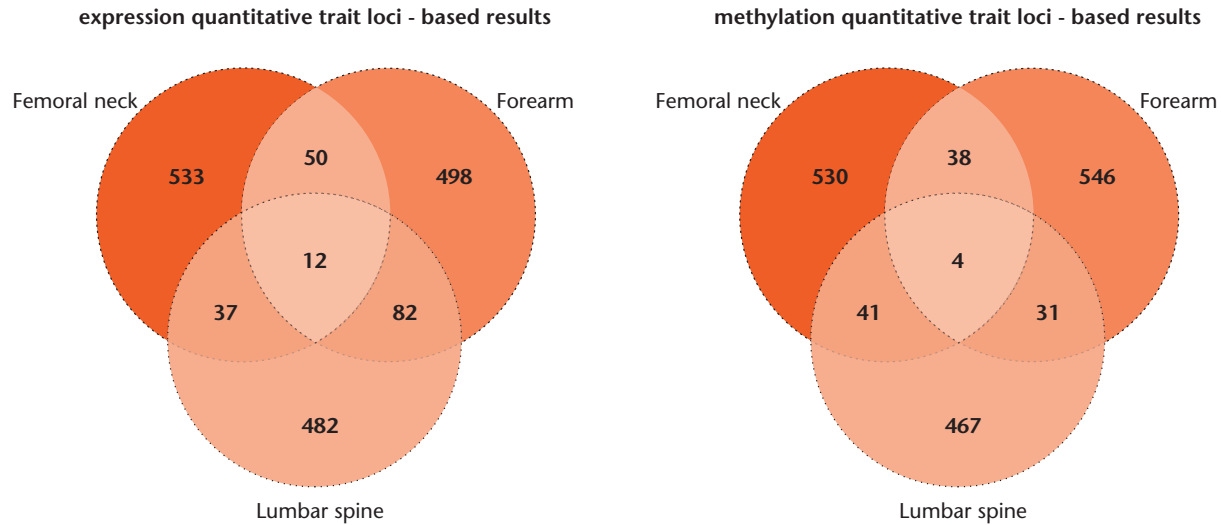 expression quantitative trait loci - based results
Femoral neck
Forearm
533
50
498
12
37
82
482
Lumbar spine
methylation quantitative trait loci - based results
Femoral neck
Forearm
530
38
546
4
41
31
467
Lumbar spine